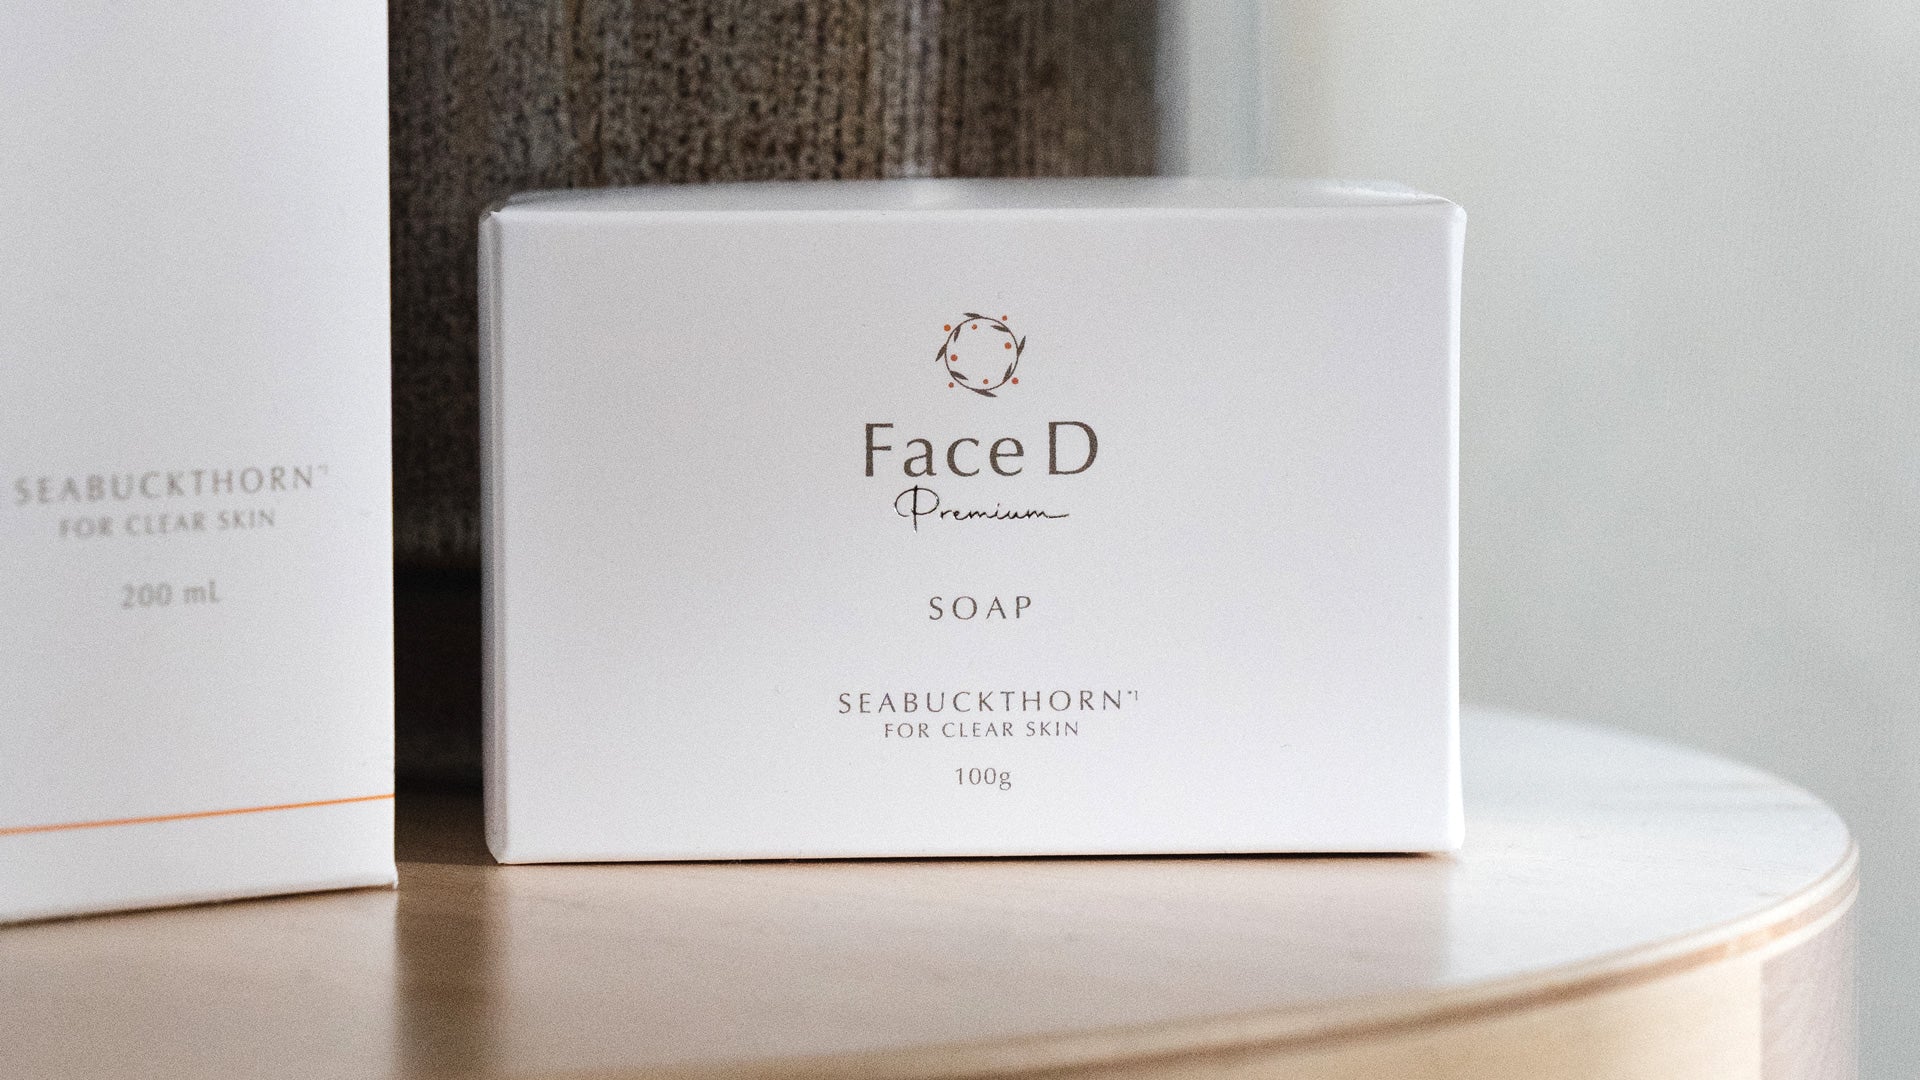 SEABUCKTHORN*1
FOR CLEAR SKIN
200 mL
Face D
Premium
SOAP
SEABUCKTHORN*1
FOR CLEAR SKIN
100g